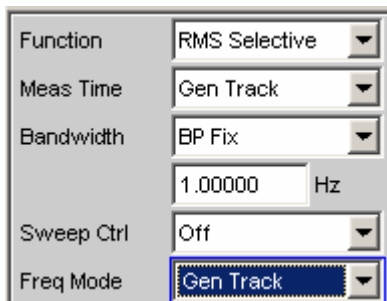 Function RMS Selective
Meas Time Gen Track
Bandwidth BP Fix
1.00000 Hz
Sweep Ctrl Off
Freq Mode Gen Track